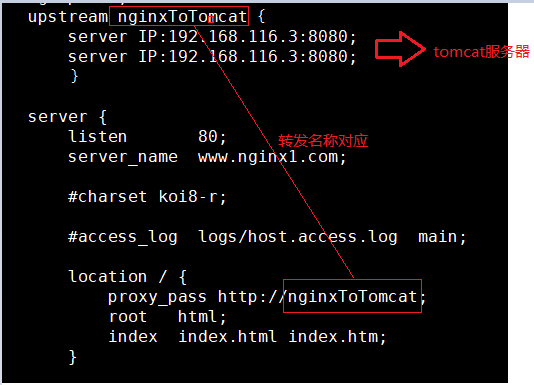 upstream nginxToTomcat {
server IP:192.168.116.3:8080;
server IP:192.168.116.3:8080;
tomcat服务器
}
server {
listen 80;
转发名称对应
server_name www.nginx1.com;
#charset koi8-r;
#access_log logs/host.access.log main;
location / {
proxy_pass http://nginxToTomcat;
root html;
index index.html index.htm;
}